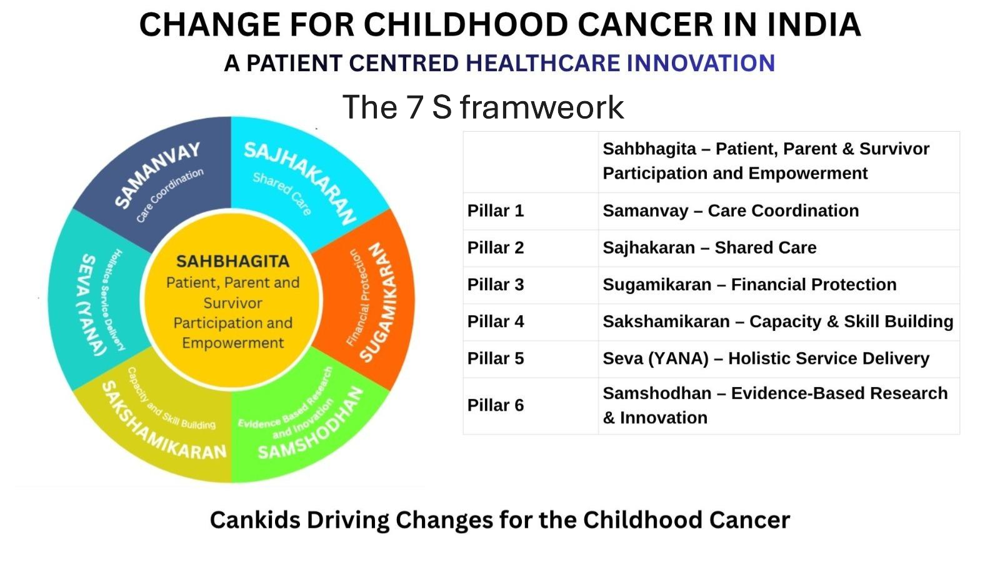 CHANGE FOR CHILDHOOD CANCER IN INDIA
A PATIENT CENTRED HEALTHCARE INNOVATION
The 7 S framweork
SAMANVAY
Care Coordination
SAJHAKARAN
Shared Care
SUGAMIKARAN
Financial Protection
SAMSHODHAN
Evidence Based Research
and Inovation
SAKSHAMIKARAN
Capacity and Skill Building
SEVA (YANA)
Holistics Service Delivery
SAHBHAGITA
Patient, Parent and
Survivor
Participation and
Empowerment
Sahbhagita – Patient, Parent & Survivor
Participation and Empowerment
Pillar 1 Samanvay – Care Coordination
Pillar 2 Sajhakaran – Shared Care
Pillar 3 Sugamikaran – Financial Protection
Pillar 4 Sakshamikaran – Capacity & Skill Building
Pillar 5 Seva (YANA) – Holistic Service Delivery
Pillar 6 Samshodhan – Evidence-Based Research
& Innovation
Cankids Driving Changes for the Childhood Cancer